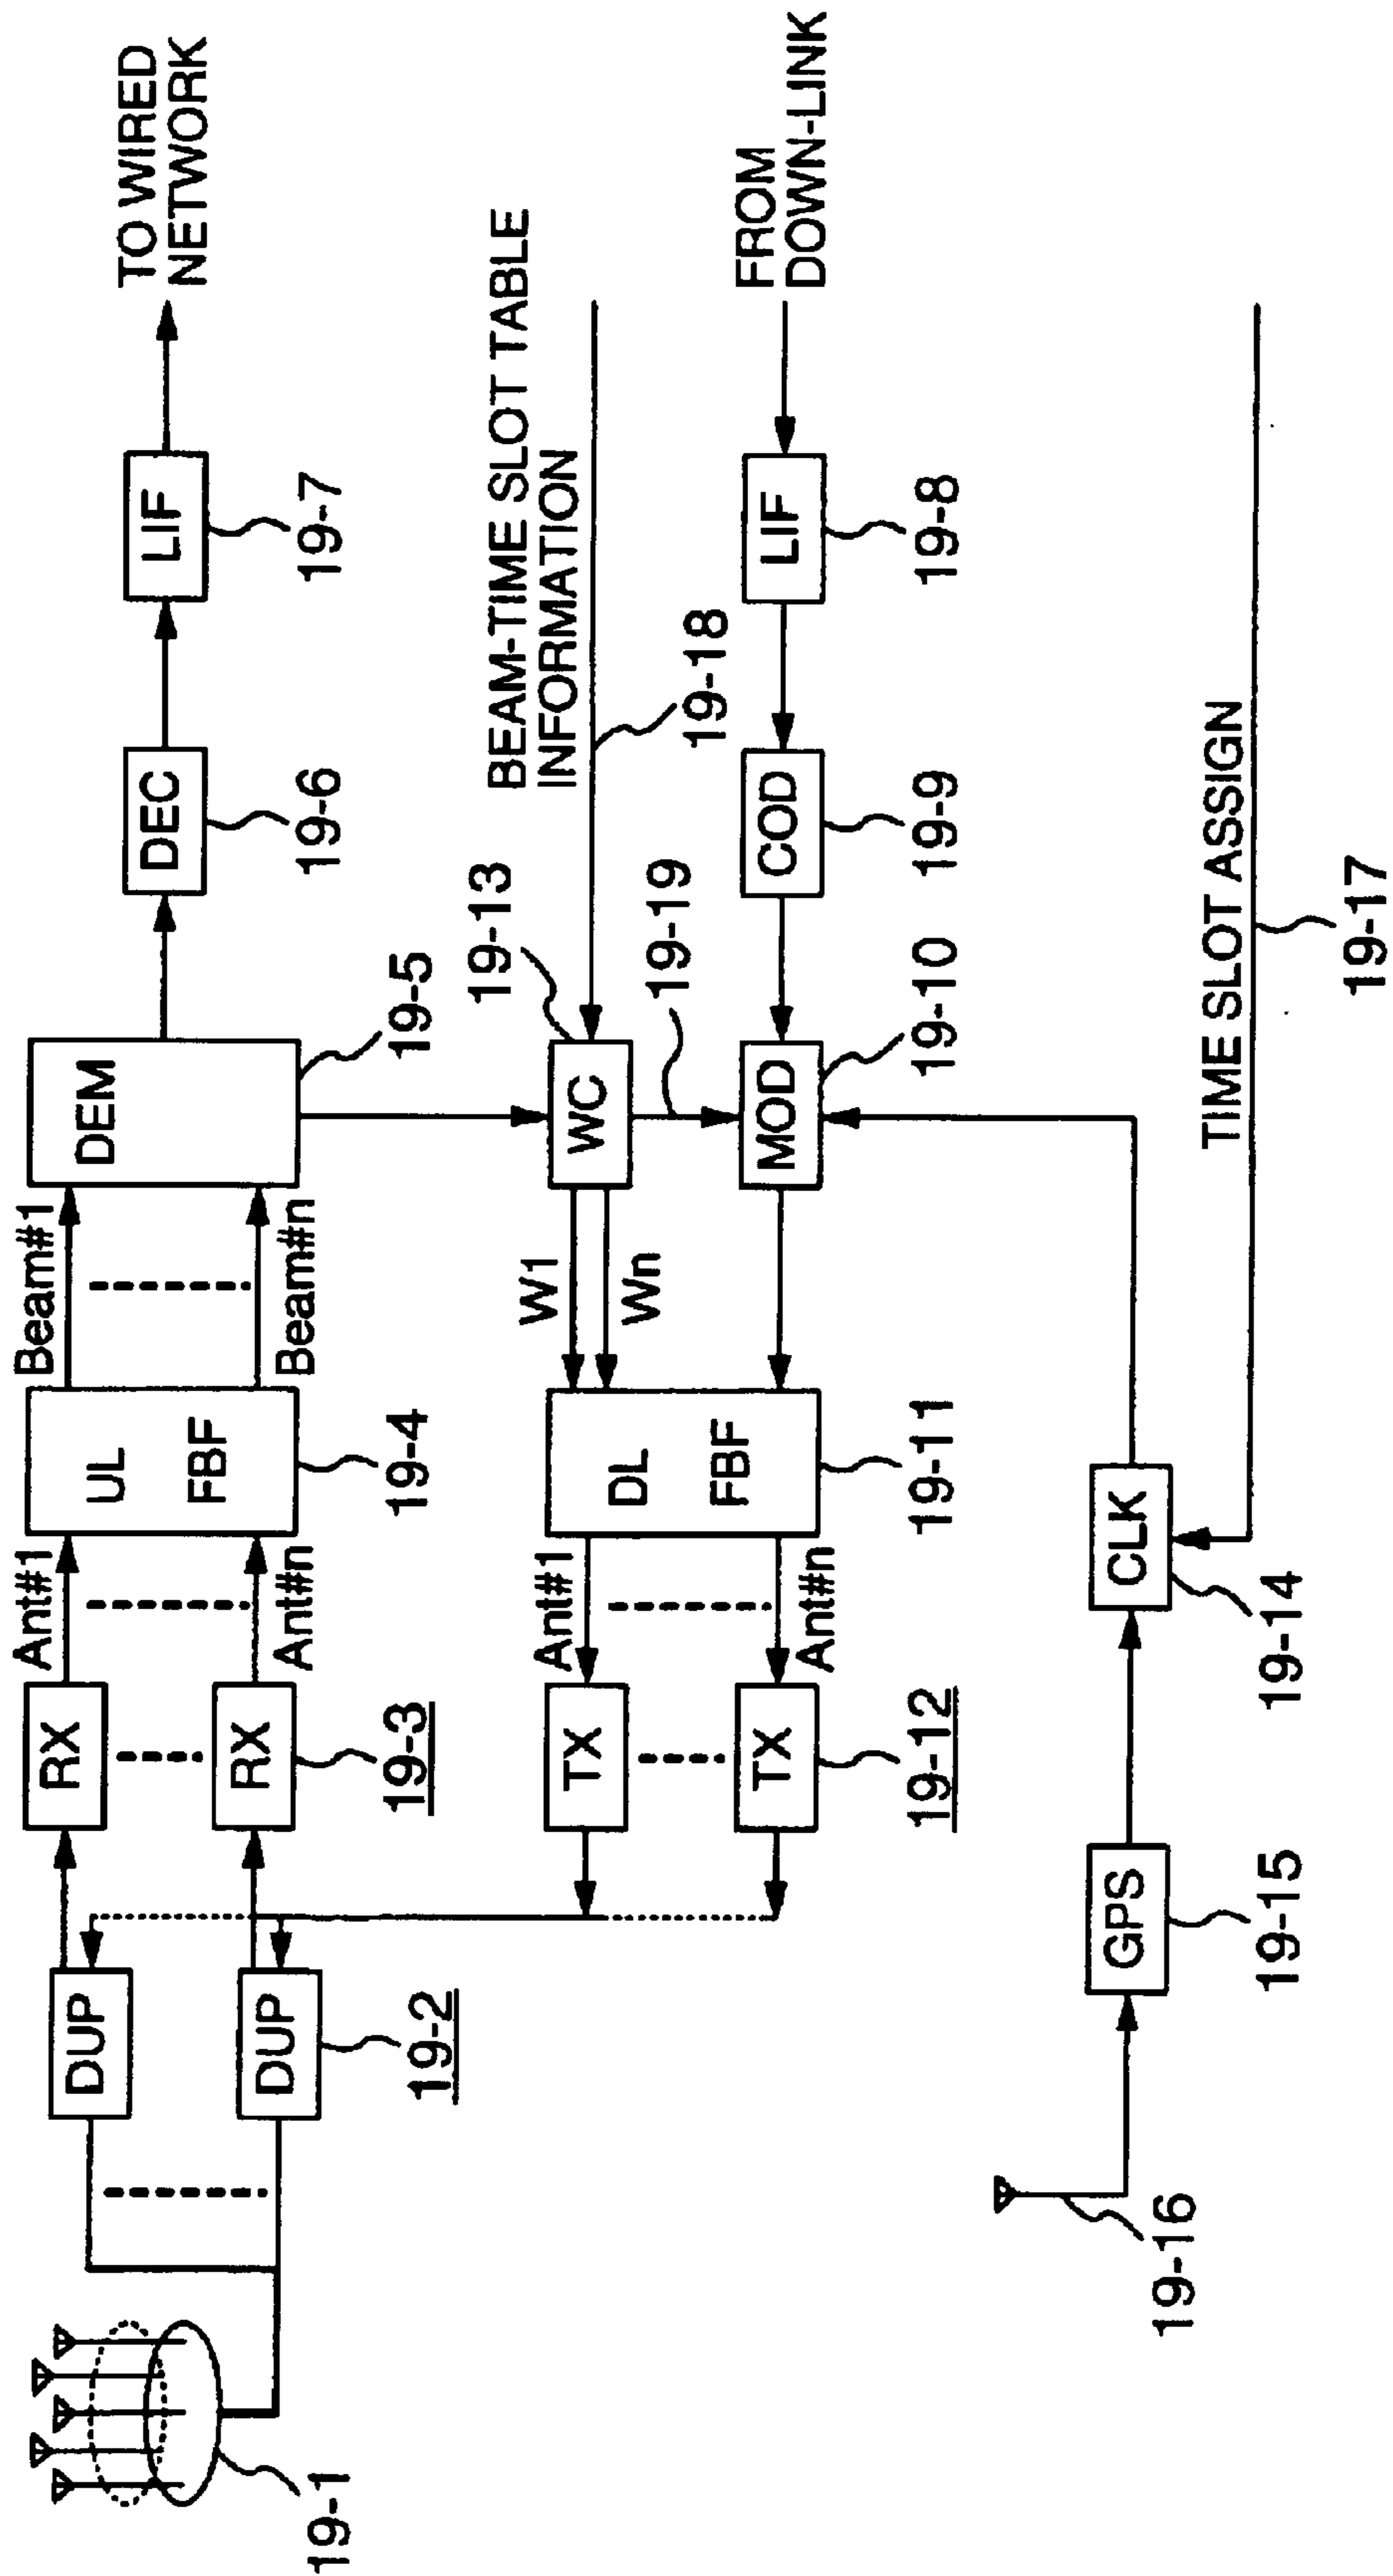 TO WIRED
NETWORK
LIF
19-7
DEC
19-6
DEM
19-5
Beam#1
Beam#n
UL
FBF
19-4
Ant#1
Ant#n
RX
RX
19-3
DUP
DUP
19-2
19-1
BEAM-TIME SLOT TABLE
INFORMATION
19-18
WC
19-13
19-19
W1
Wn
FROM
DOWN-LINK
LIF
19-8
COD
19-9
MOD
19-10
DL
FBF
19-11
Ant#1
Ant#n
TX
TX
19-12
TIME SLOT ASSIGN
19-17
CLK
19-14
GPS
19-15
19-16